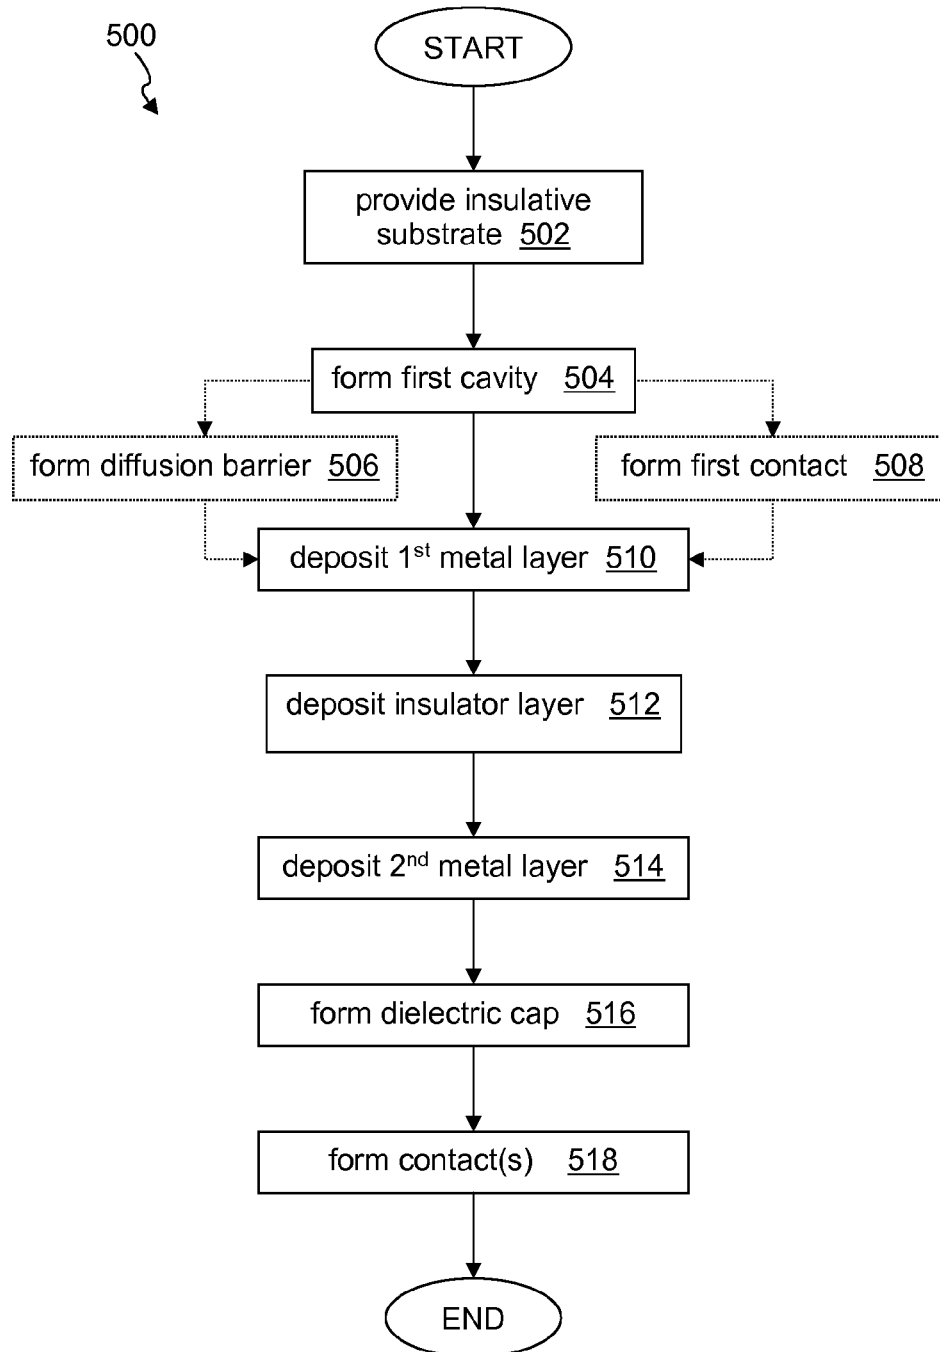 500
START
provide insulative
substrate 502
form first cavity 504
form diffusion barrier 506
form first contact 508
deposit 1st metal layer 510
deposit insulator layer 512
deposit 2nd metal layer 514
form dielectric cap 516
form contact(s) 518
END